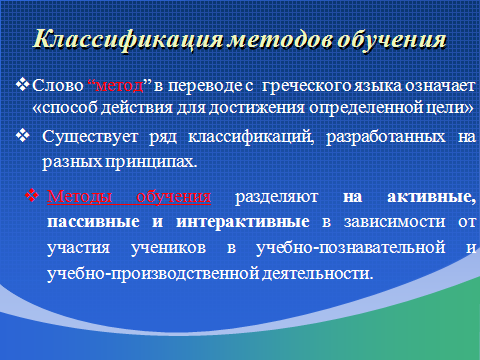 Классификация методов обучения
❖Слово “метод” в переводе с греческого языка означает
«способ действия для достижения определенной цели»
❖ Существует ряд классификаций, разработанных на
разных принципах.
❖ Методы обучения разделяют на активные,
пассивные и интерактивные в зависимости от
участия учеников в учебно-познавательной и
учебно-производственной деятельности.